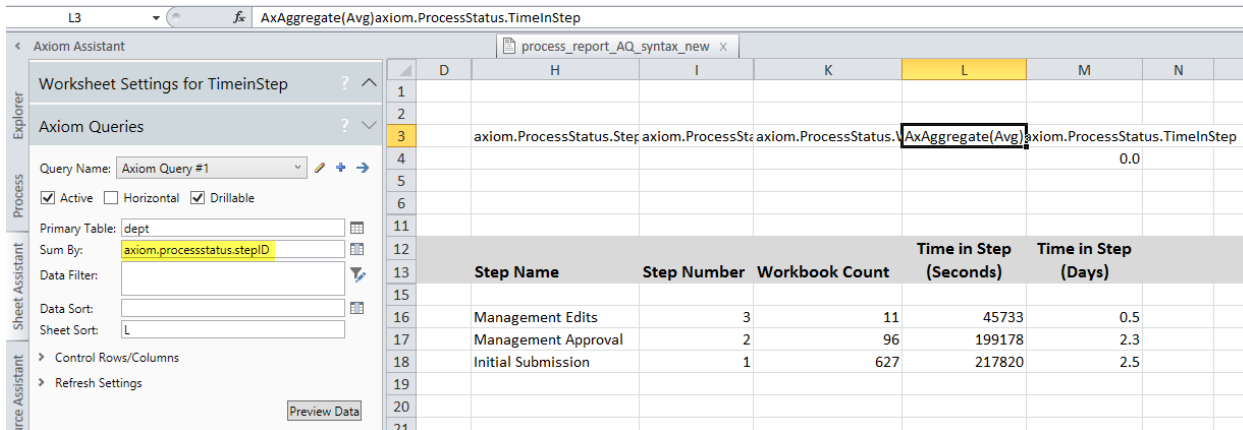 L3 fx AxAggregate(Avg)axiom.ProcessStatus.TimeInStep
Axiom Assistant process_report_AQ_syntax_new X
D H I K L M N
Worksheet Settings for TimeinStep ?
1
2
Axiom Queries ?
3 axiom.ProcessStatus.Step axiom.ProcessSta axiom.ProcessStatus. AxAggregate(Avg) axiom.ProcessStatus.TimeInStep
4 0.0
Query Name: Axiom Query #1
5
Active Horizontal Drillable
6
Primary Table: dept
11
Sum By: axiom.processstatus.stepID
12 Time in Step Time in Step
Data Filter:
13 Step Name Step Number Workbook Count (Seconds) (Days)
15
Data Sort:
16 Management Edits 3 11 45733 0.5
Sheet Sort: L
17 Management Approval 2 96 199178 2.3
Control Rows/Columns
18 Initial Submission 1 627 217820 2.5
Refresh Settings
19
Preview Data
20
21
Explorer
Process
Sheet Assistant
rce Assistant